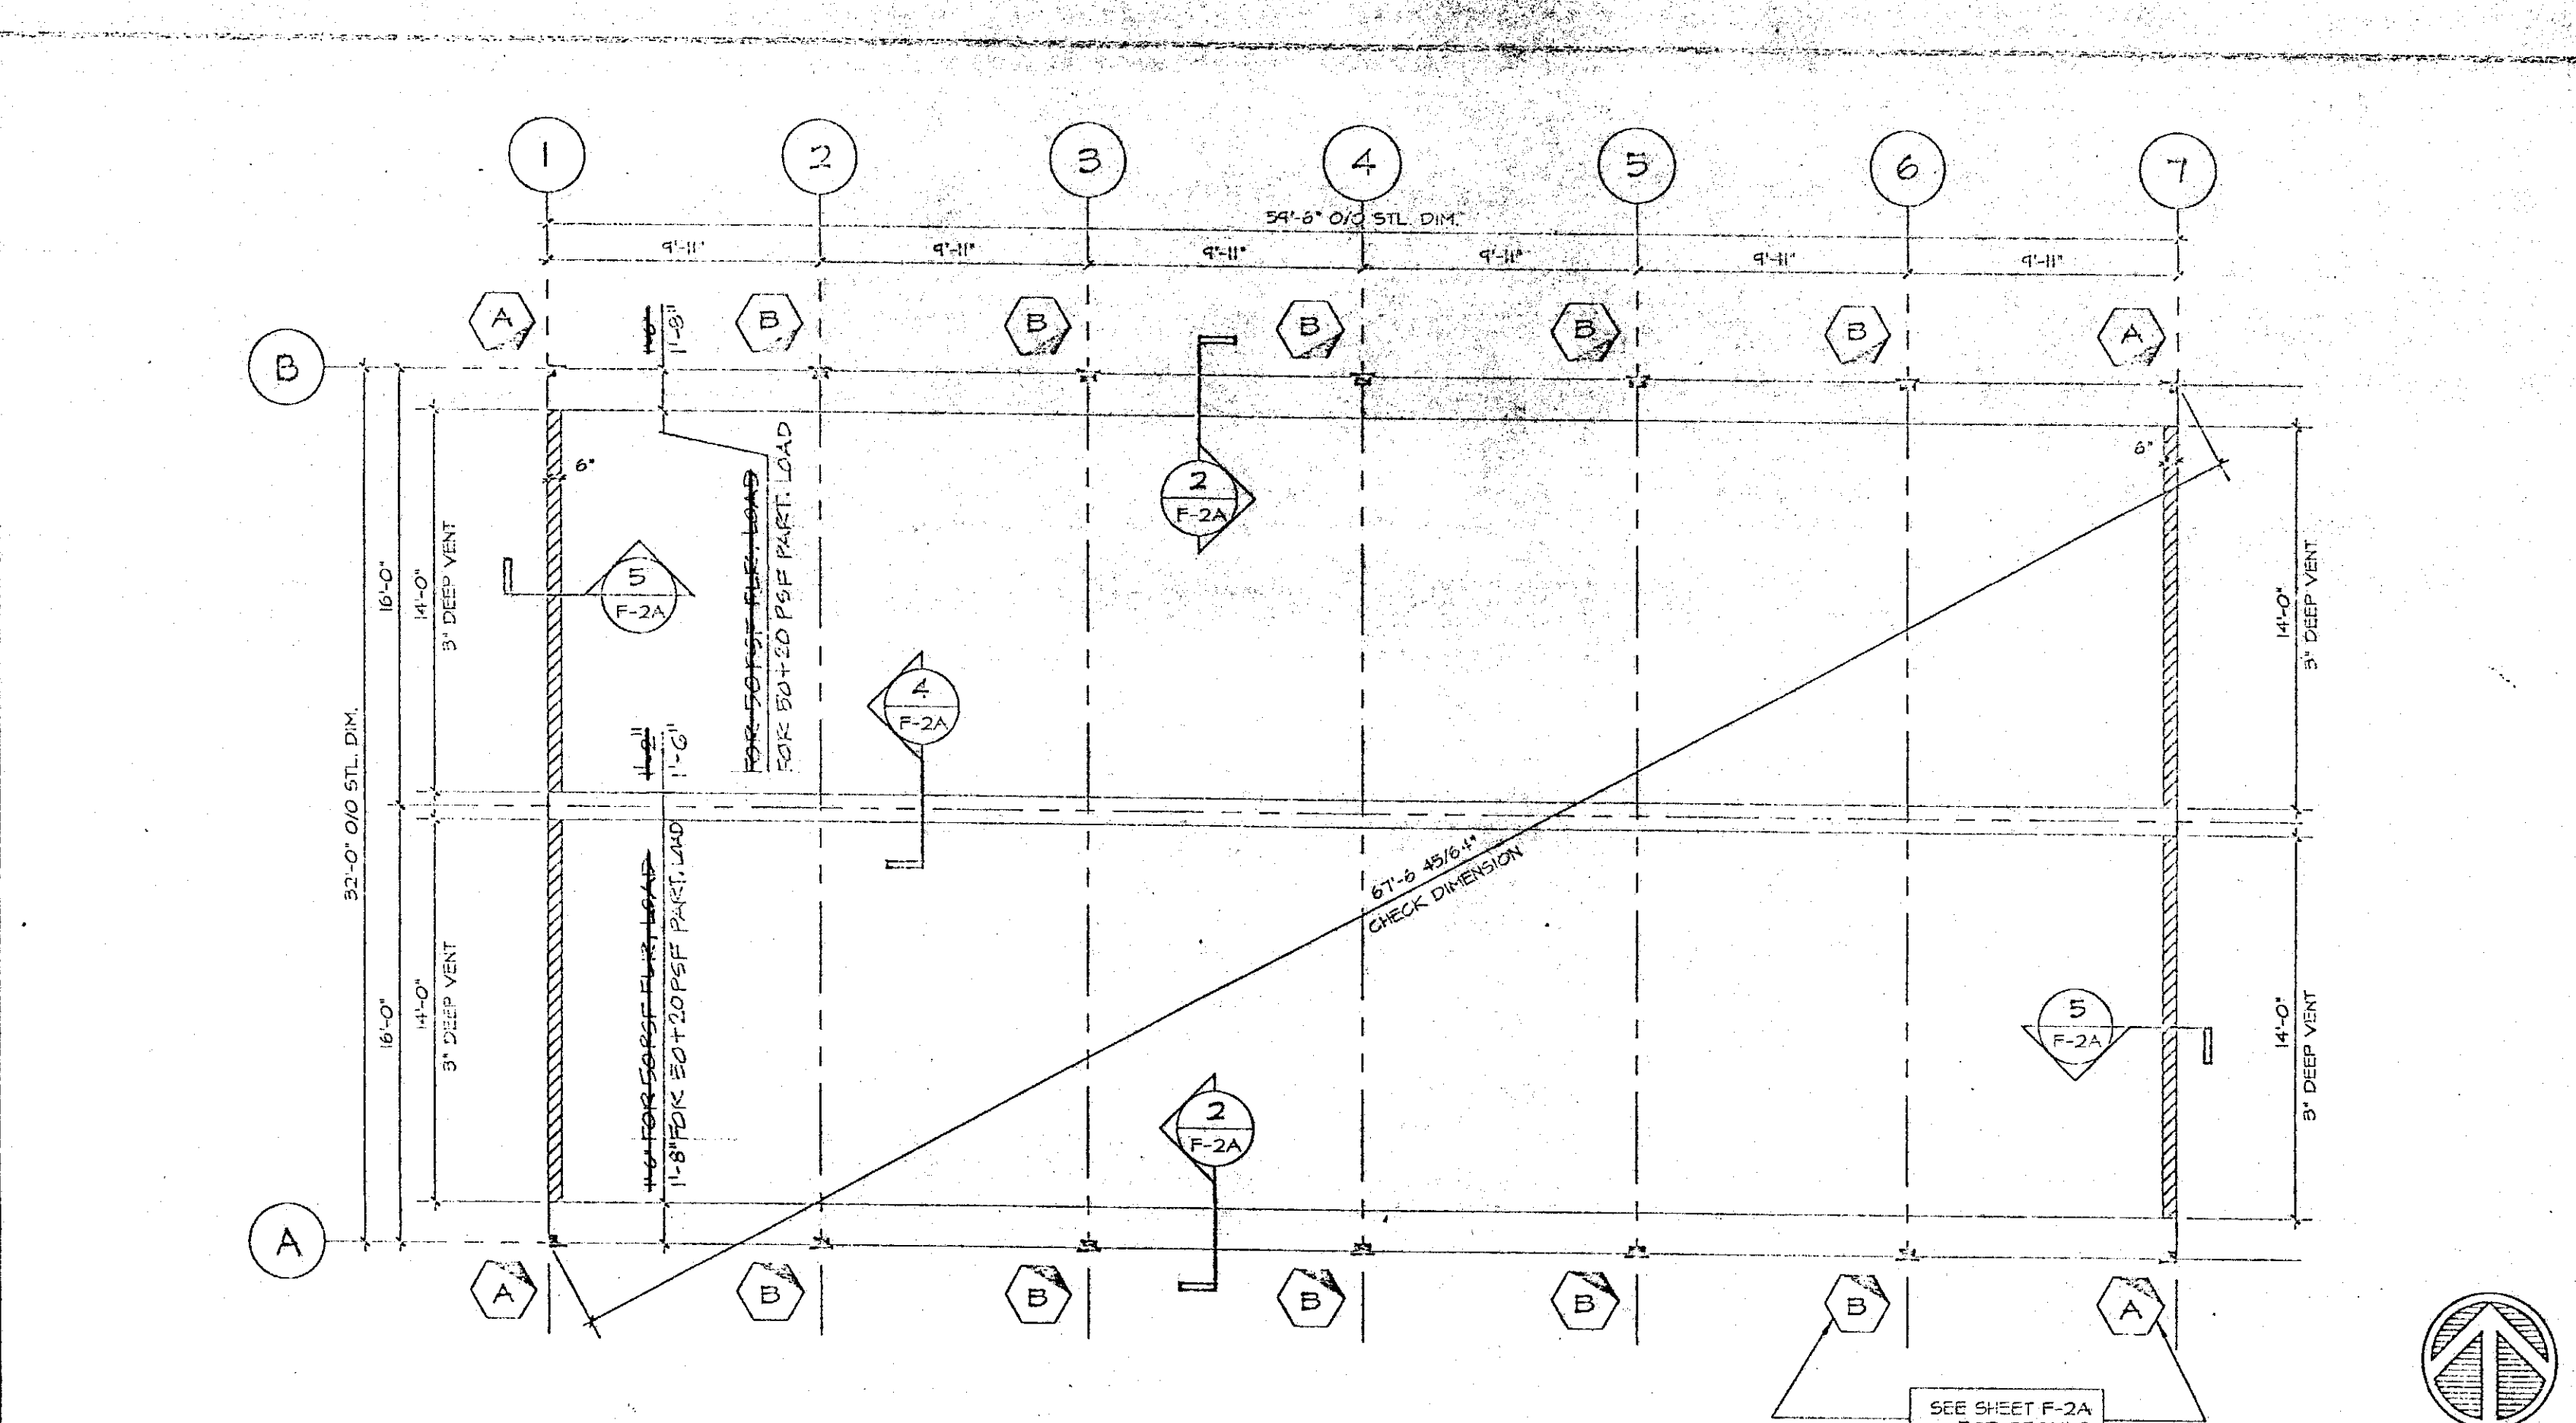 1
2
3
4
5
6
7
59'-6" O/O STL. DIM.
9'-11"
9'-11"
9'-11"
9'-11"
9'-11"
9'-11"
A
B
B
B
B
B
A
B
1'-8"
6"
6"
FOR 50 PSF FLR. LOAD
FOR 50+20 PSF PART. LOAD
2
F-2A
5
F-2A
4
F-2A
32'-0" O/O STL. DIM.
16'-0"
14'-0"
3" DEEP VENT
14'-0"
3" DEEP VENT
1'-6"
67'-6 45/64"
CHECK DIMENSION
16'-0"
14'-0"
3" DEEP VENT
1'-6" FOR 50 PSF FLR. LOAD
1'-8" FOR 50+20 PSF PART. LOAD
5
F-2A
14'-0"
3" DEEP VENT
2
F-2A
A
A
B
B
B
B
B
A
SEE SHEET F-2A